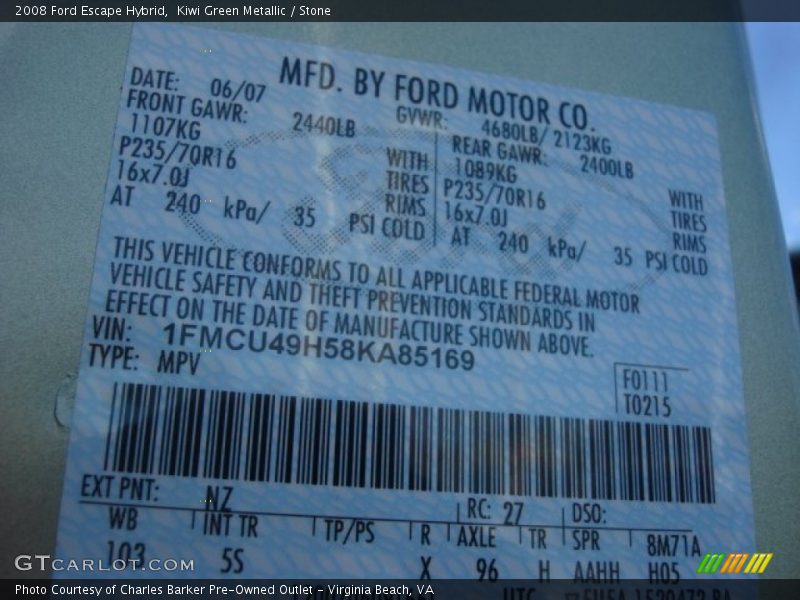 2008 Ford Escape Hybrid, Kiwi Green Metallic / Stone
MFD. BY FORD MOTOR CO.
DATE: 06/07 GVWR: 4680LB/ 2123KG
FRONT GAWR: 2440LB REAR GAWR: 2400LB
1107KG WITH 1089KG WITH
P235/70R16 TIRES P235/70R16 TIRES
16x7.0J RIMS 16x7.0J RIMS
AT 240 kPa/ 35 PSI COLD AT 240 kPa/ 35 PSI COLD
THIS VEHICLE CONFORMS TO ALL APPLICABLE FEDERAL MOTOR
VEHICLE SAFETY AND THEFT PREVENTION STANDARDS IN
EFFECT ON THE DATE OF MANUFACTURE SHOWN ABOVE.
VIN: 1FMCU49H58KA85169
TYPE: MPV
F0111
T0215
EXT PNT: NZ RC: 27 DSO:
WB INT TR TP/PS R AXLE TR SPR 8M71A
103 5S X 96 H AAHH H05
UTC
GTCARLOT.COM
Photo Courtesy of Charles Barker Pre-Owned Outlet - Virginia Beach, VA